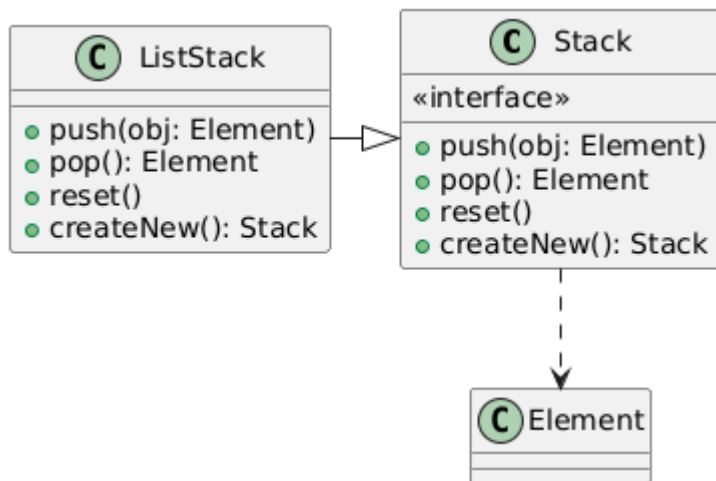 C ListStack
+ push(obj: Element)
+ pop(): Element
+ reset()
+ createNew(): Stack
C Stack
«interface»
+ push(obj: Element)
+ pop(): Element
+ reset()
+ createNew(): Stack
C Element